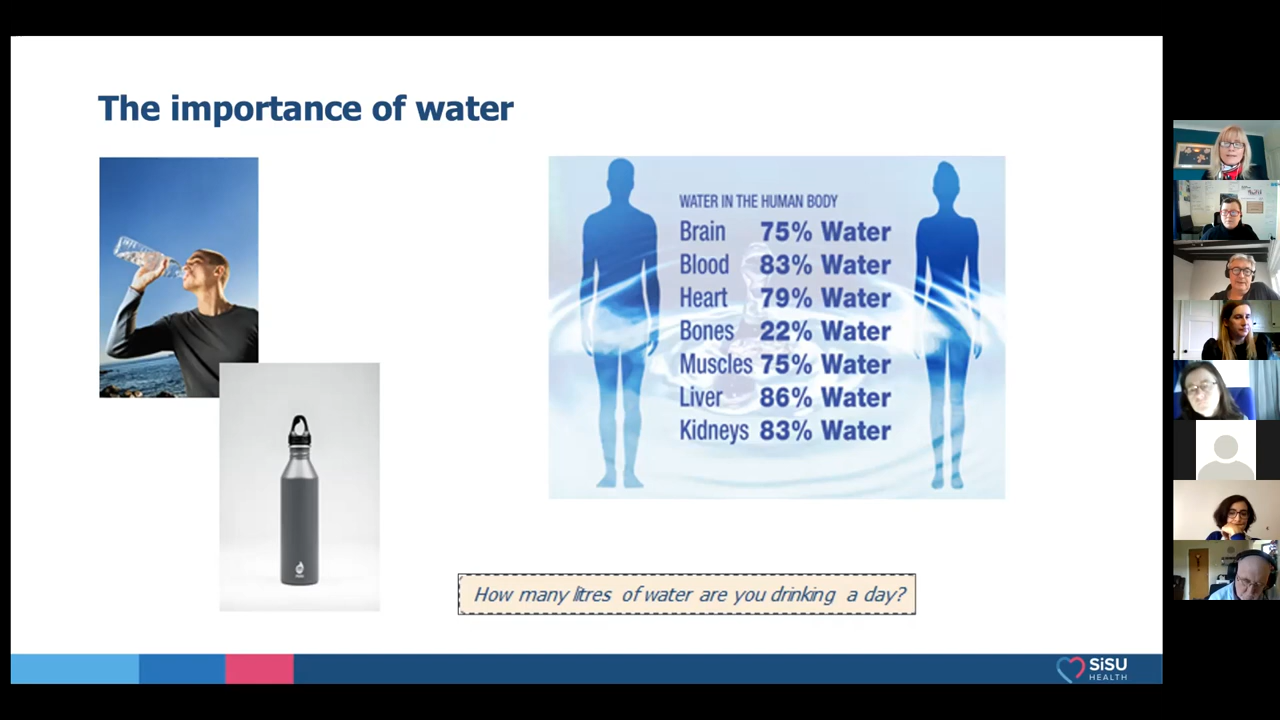 The importance of water
WATER IN THE HUMAN BODY
Brain 75% Water
Blood 83% Water
Heart 79% Water
Bones 22% Water
Muscles 75% Water
Liver 86% Water
Kidneys 83% Water
How many litres of water are you drinking a day?
SiSU
HEALTH